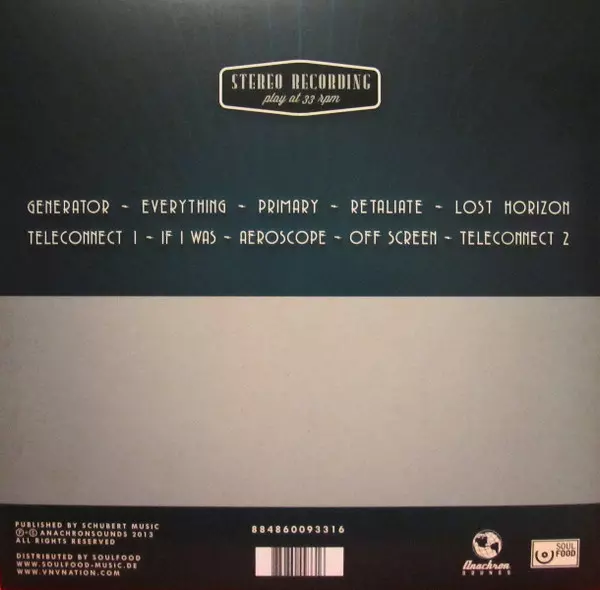 STEREO RECORDING
play at 33 rpm
GENERATOR ~ EVERYTHING ~ PRIMARY ~ RETALIATE ~ LOST HORIZON
TELECONNECT 1 ~ IF I WAS ~ AEROSCOPE ~ OFF SCREEN ~ TELECONNECT 2
PUBLISHED BY SCHUBERT MUSIC
℗ + © ANACHRONSOUNDS 2013
ALL RIGHTS RESERVED
DISTRIBUTED BY SOULFOOD
WWW.SOULFOOD-MUSIC.DE
WWW.VNVNATION.COM
884860093316
Anachron
SOUNDS
SOUL
FOOD